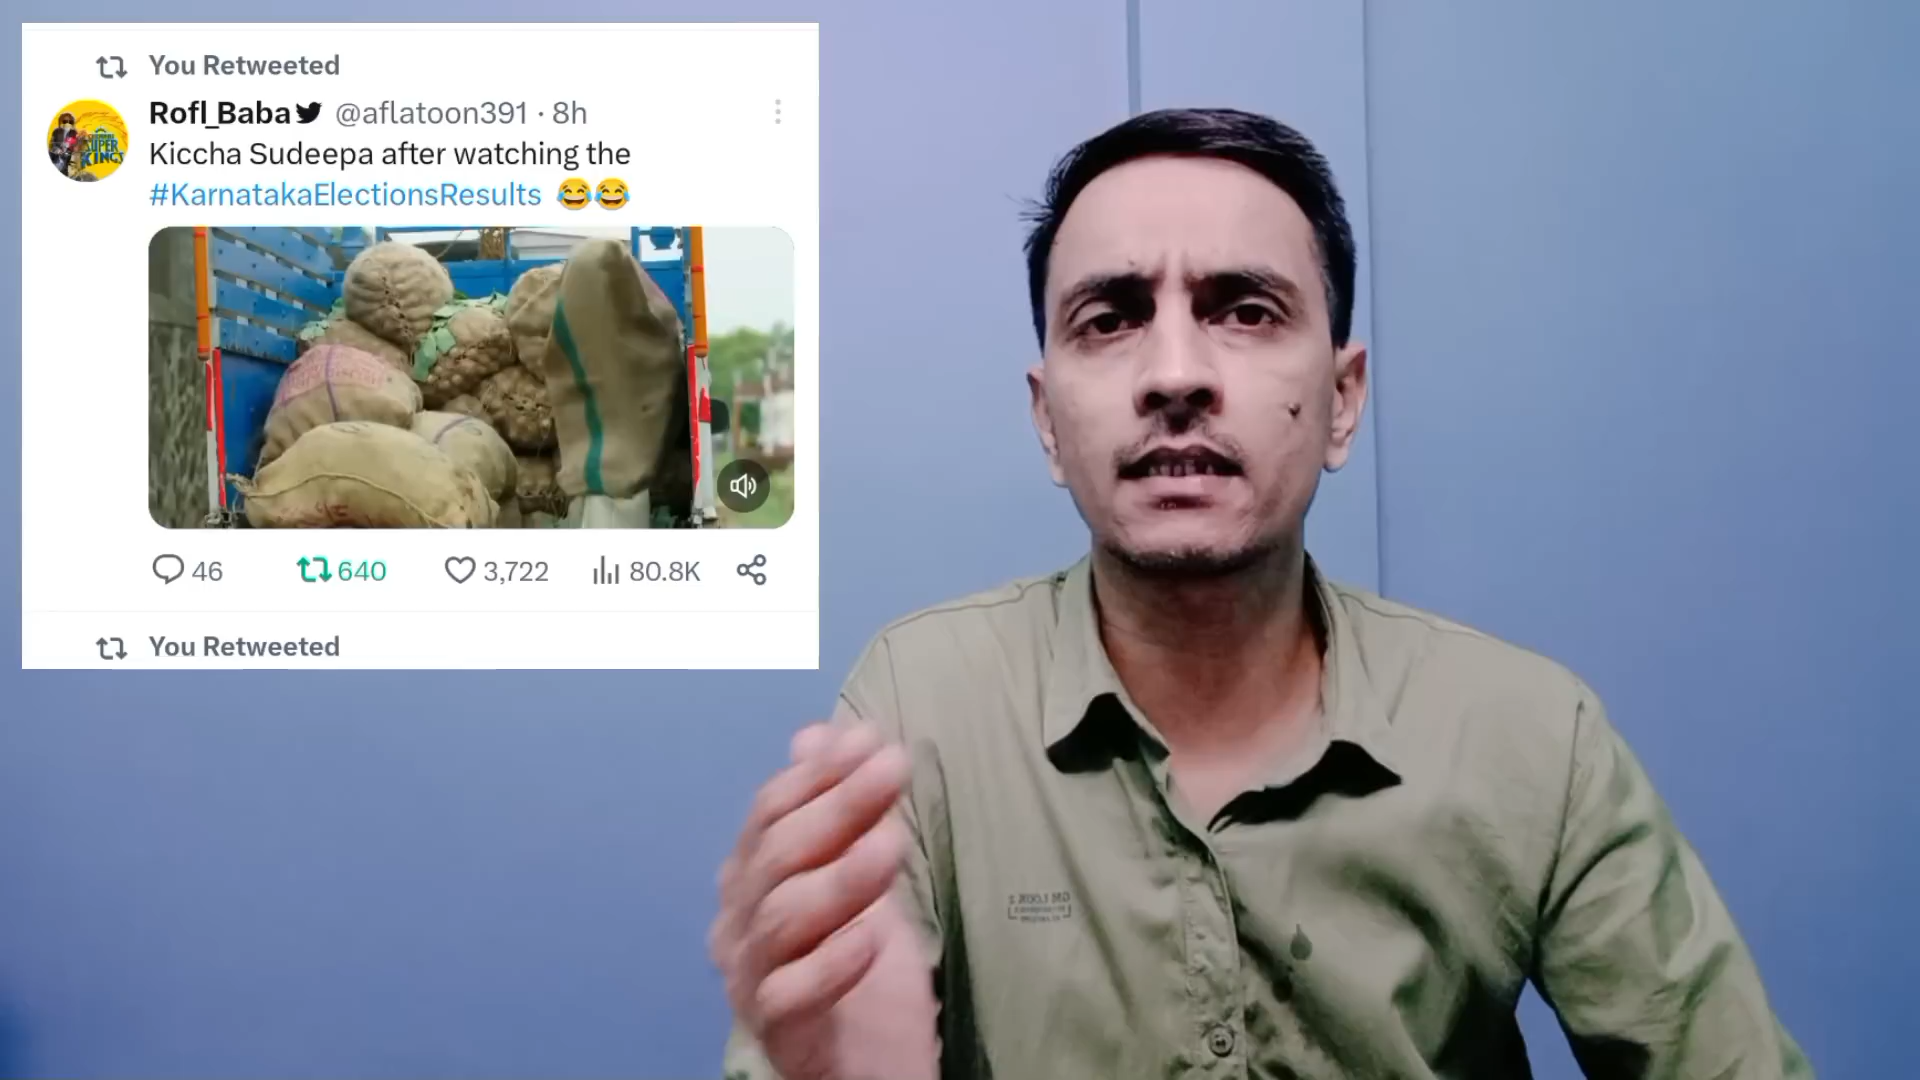 You Retweeted
Rofl_Baba @aflatoon391 · 8h
Kiccha Sudeepa after watching the
#KarnatakaElectionsResults 😂😂
46 640 3,722 80.8K
You Retweeted